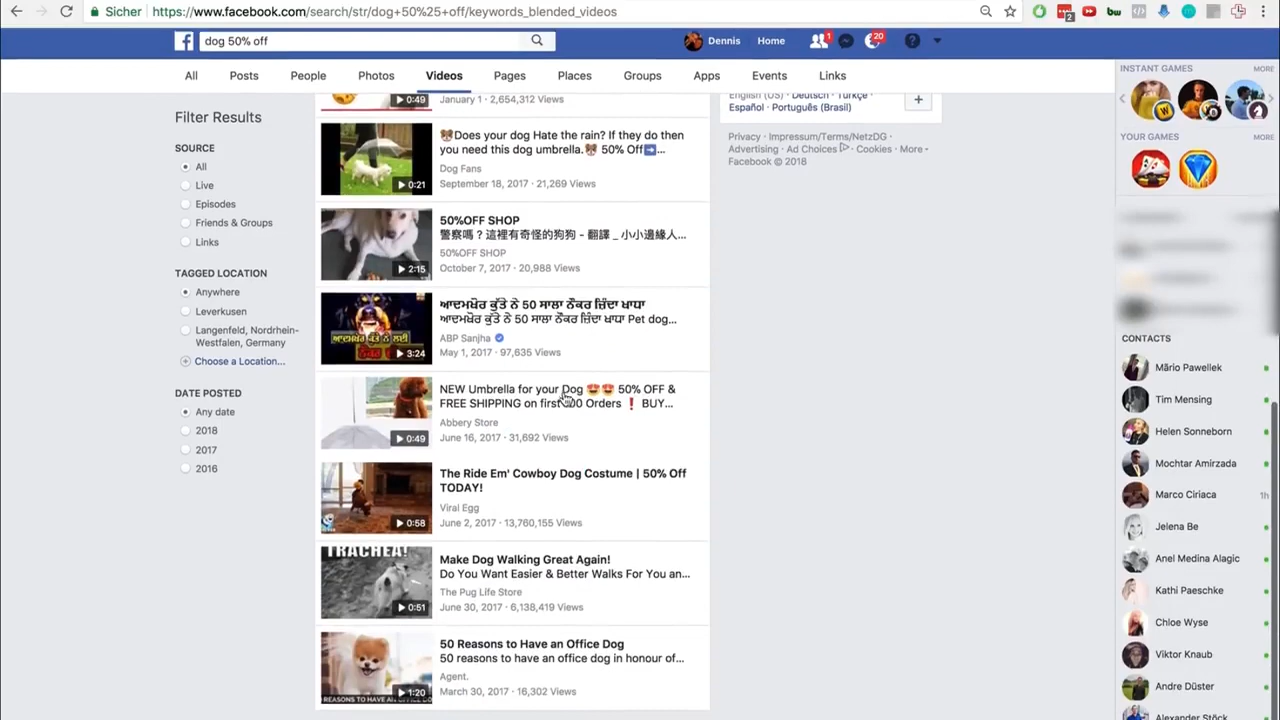 Sicher
https://www.facebook.com/search/str/dog+50%25+off/keywords_blended_videos
2
dog 50% off
Dennis
Home
1
20
All
Posts
People
Photos
Videos
Pages
Places
Groups
Apps
Events
Links
Filter Results
SOURCE
All
Live
Episodes
Friends & Groups
Links
TAGGED LOCATION
Anywhere
Leverkusen
Langenfeld, Nordrhein-
Westfalen, Germany
Choose a Location...
DATE POSTED
Any date
2018
2017
2016
0:49
January 1 · 2,654,312 Views
0:21
🐻Does your dog Hate the rain? If they do then
you need this dog umbrella.🐻 50% Off➡...
Dog Fans
September 18, 2017 · 21,269 Views
2:15
50%OFF SHOP
警察嗎？這裡有奇怪的狗狗 - 翻譯 _ 小小邊緣人...
50%OFF SHOP
October 7, 2017 · 20,988 Views
3:24
ਆਦਮਖ਼ੋਰ ਕੁੱਤੇ ਨੇ 50 ਸਾਲਾ ਨੌਕਰ ਜ਼ਿੰਦਾ ਖਾਧਾ
ਆਦਮਖ਼ੋਰ ਕੁੱਤੇ ਨੇ 50 ਸਾਲਾ ਨੌਕਰ ਜ਼ਿੰਦਾ ਖਾਧਾ Pet dog...
ABP Sanjha
May 1, 2017 · 97,635 Views
0:49
NEW Umbrella for your Dog 😍😍 50% OFF &
FREE SHIPPING on first Orders ❗ BUY...
Abbery Store
June 16, 2017 · 31,692 Views
0:58
The Ride Em' Cowboy Dog Costume | 50% Off
TODAY!
Viral Egg
June 2, 2017 · 13,760,155 Views
TRACHEA!
0:51
Make Dog Walking Great Again!
Do You Want Easier & Better Walks For You an...
The Pug Life Store
June 30, 2017 · 6,138,419 Views
1:20
REASONS TO HAVE AN OFFICE DO
50 Reasons to Have an Office Dog
50 reasons to have an office dog in honour of...
Agent.
March 30, 2017 · 16,302 Views
English (US) · Deutsch · Türkçe ·
Español · Português (Brasil)
Privacy · Impressum/Terms/NetzDG ·
Advertising · Ad Choices · Cookies · More
Facebook © 2018
INSTANT GAMES
MORE
YOUR GAMES
MORE
CONTACTS
Mãrio Pawellek
Tim Mensing
Helen Sonneborn
Mochtar Amirzada
Marco Ciriaca
1h
Jelena Be
Anel Medina Alagic
Kathi Paeschke
Chloe Wyse
Viktor Knaub
Andre Düster
Alexander Stöck